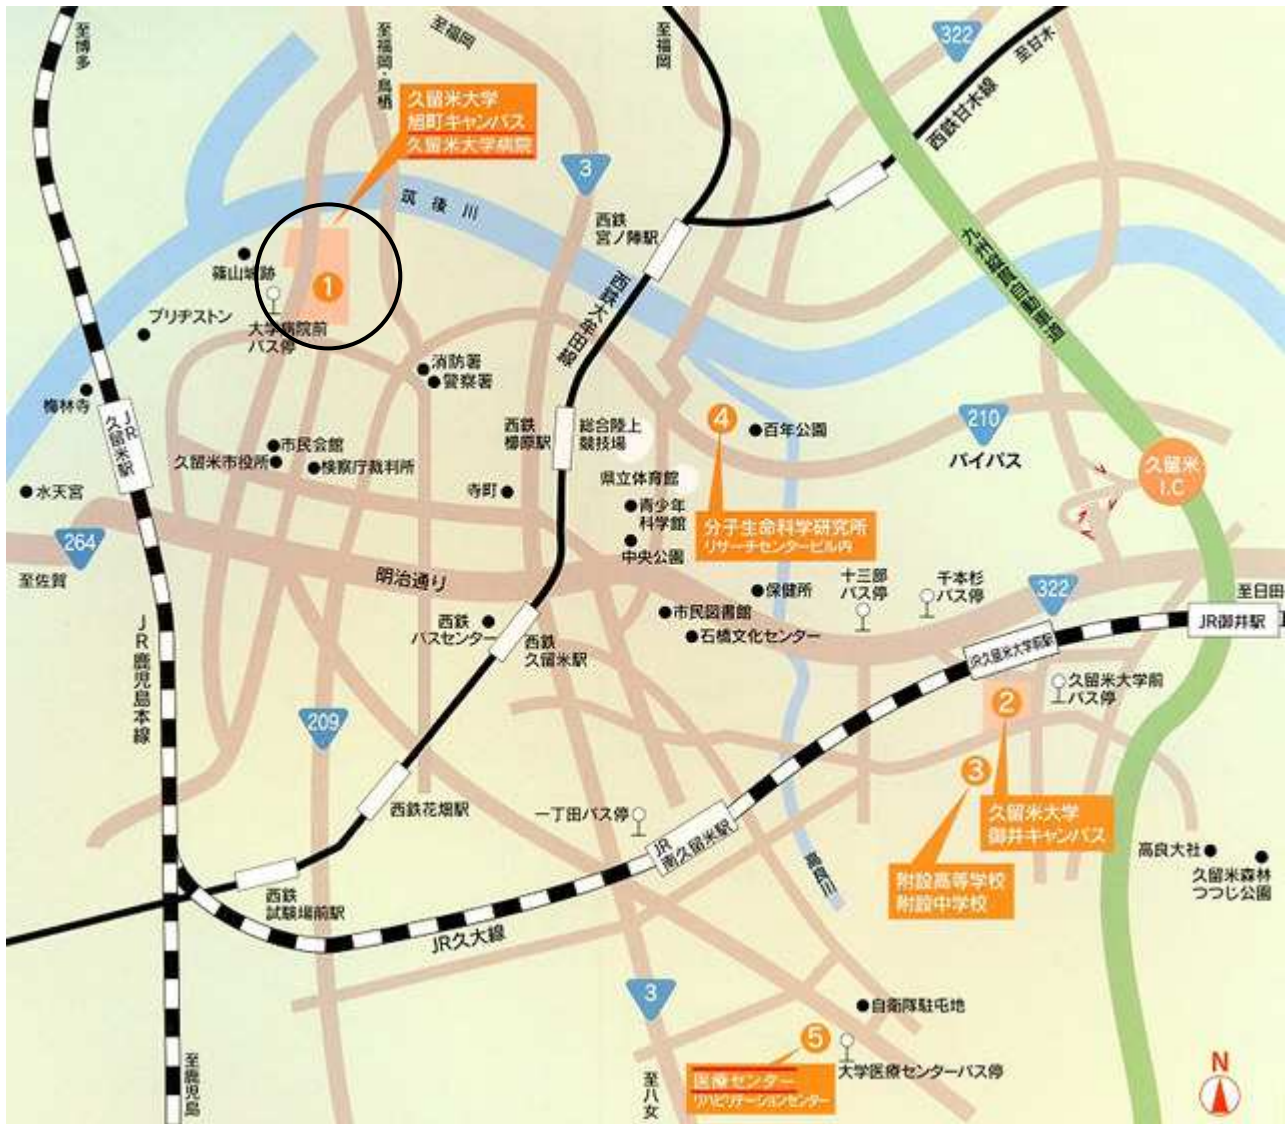 至博多
至福岡・鳥栖
至福岡
至福岡
322
至甘木
西鉄甘木線
久留米大学
旭町キャンパス
久留米大学病院
3
筑後川
西鉄
宮ノ陣駅
九州縦貫自動車道
篠山城跡
1
ブリヂストン
大学病院前
バス停
西鉄大牟田線
消防署
警察署
梅林寺
JR
久留米駅
西鉄
櫛原駅
総合陸上
競技場
4
百年公園
210
バイパス
市民会館
久留米市役所
検察庁裁判所
久留米
I.C
水天宮
寺町
県立体育館
青少年
科学館
分子生命科学研究所
リサーチセンタービル内
264
至佐賀
明治通り
中央公園
十三部
バス停
千本杉
バス停
322
保健所
至日田
JR御井駅
市民図書館
石橋文化センター
西鉄
バスセンター
西鉄
久留米駅
JR久留米大学前駅
久留米大学前
バス停
JR鹿児島本線
209
2
3
西鉄花畑駅
一丁田バス停
久留米大学
御井キャンパス
JR
南久留米駅
高良川
高良大社
久留米森林
つつじ公園
附設高等学校
附設中学校
西鉄
試験場前駅
JR久大線
3
自衛隊駐屯地
5
大学医療センターバス停
医療センター
リハビリテーションセンター
至八女
至鹿児島
N